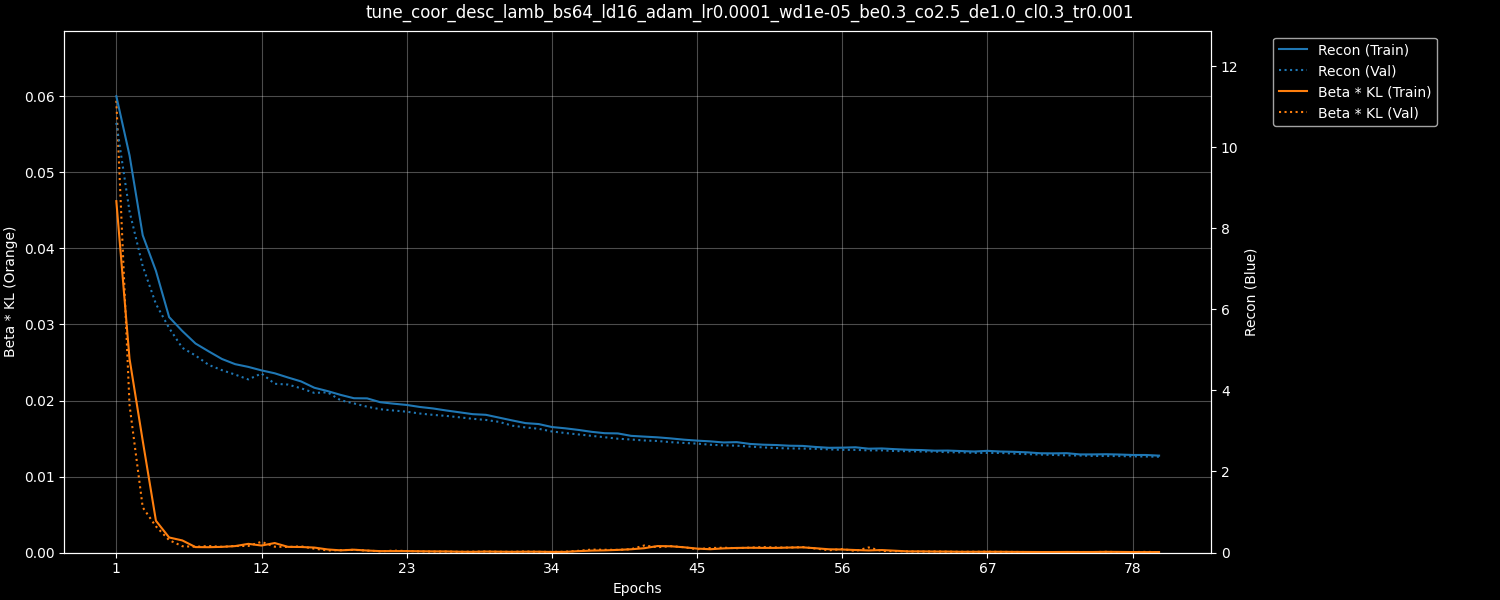 tune_coor_desc_lamb_bs64_ld16_adam_lr0.0001_wd1e-05_be0.3_co2.5_de1.0_cl0.3_tr0.001
Recon (Train)
Recon (Val)
Beta * KL (Train)
Beta * KL (Val)
Beta * KL (Orange)
0.06
0.05
0.04
0.03
0.02
0.01
0.00
12
10
8
6
4
2
0
Recon (Blue)
1 12 23 34 45 56 67 78
Epochs